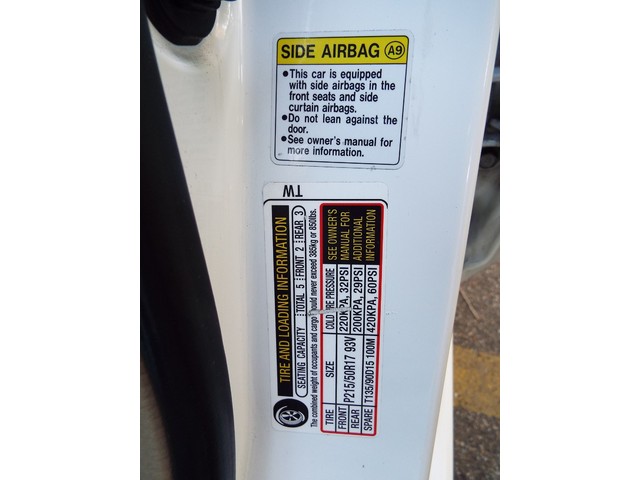 SIDE AIRBAG A9
●This car is equipped
with side airbags in the
front seats and side
curtain airbags.
●Do not lean against the
door.
●See owner's manual for
more information.
TW
TIRE AND LOADING INFORMATION
SEATING CAPACITY TOTAL 5 FRONT 2 REAR 3
The combined weight of occupants and cargo should never exceed 385kg or 850lbs.
TIRE SIZE COLD TIRE PRESSURE SEE OWNER'S
FRONT P215/50R17 93V 220KPA, 32PSI MANUAL FOR
REAR 200KPA, 29PSI ADDITIONAL
SPARE T135/90D15 100M 420KPA, 60PSI INFORMATION